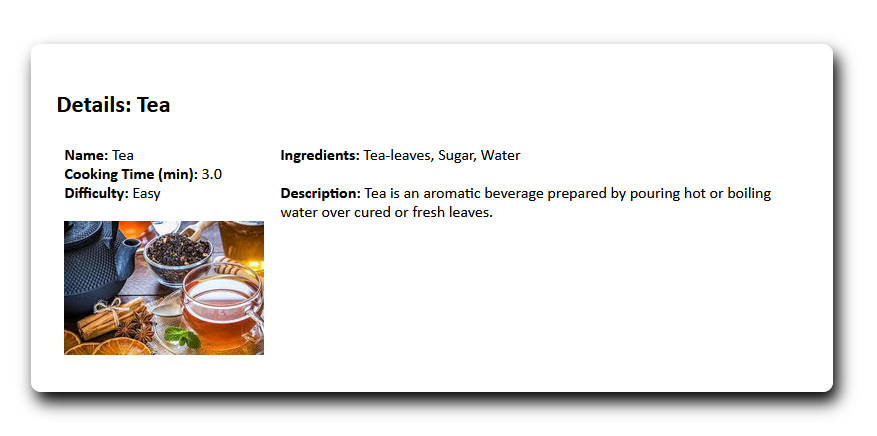 Details: Tea
Name: Tea
Cooking Time (min): 3.0
Difficulty: Easy
Ingredients: Tea-leaves, Sugar, Water
Description: Tea is an aromatic beverage prepared by pouring hot or boiling
water over cured or fresh leaves.